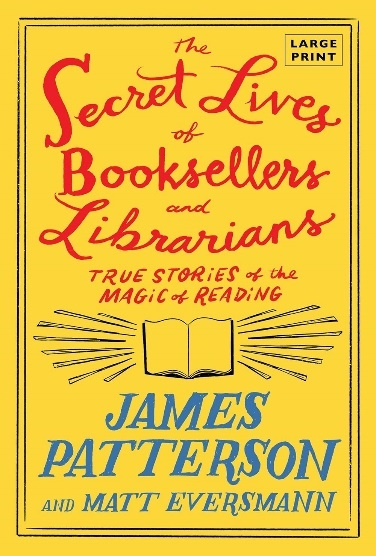 The
LARGE
PRINT
Secret Lives
of
Booksellers
and
Librarians
TRUE STORIES of the
MAGIC of READING
JAMES
PATTERSON
AND MATT EVERSMANN